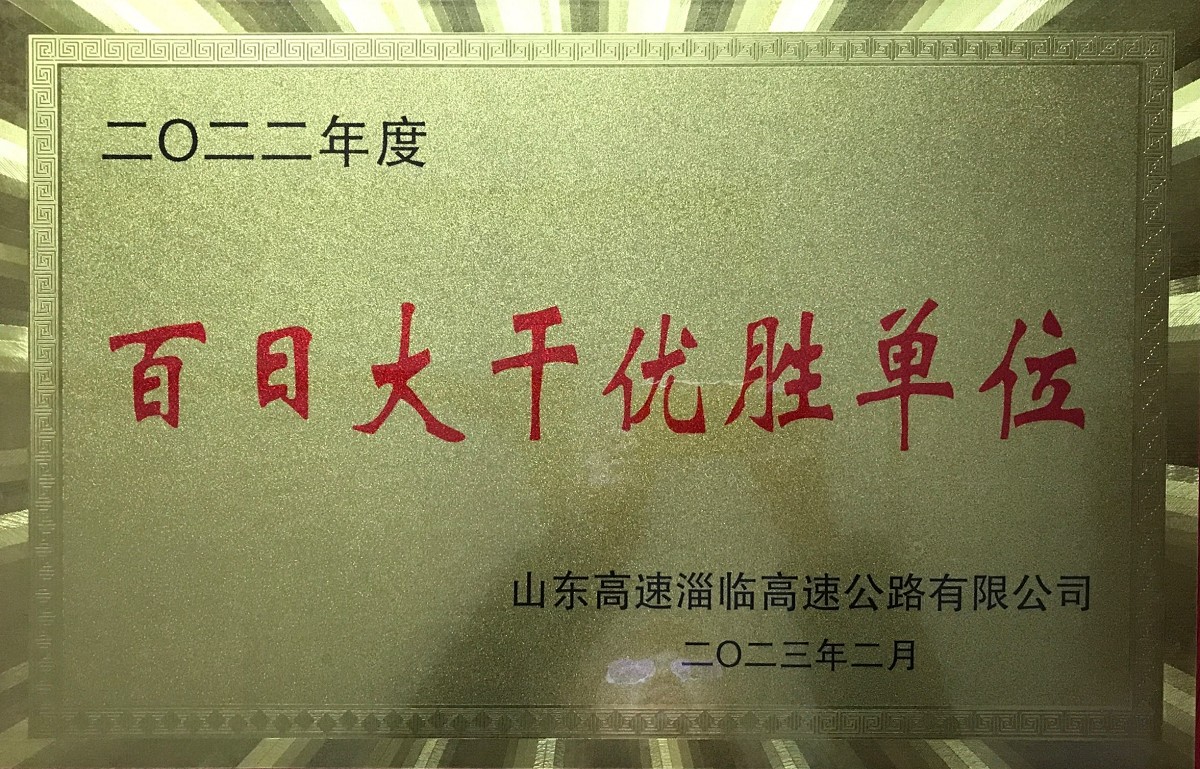 二〇二二年度
百日大干优胜单位
山东高速淄临高速公路有限公司
二〇二三年二月